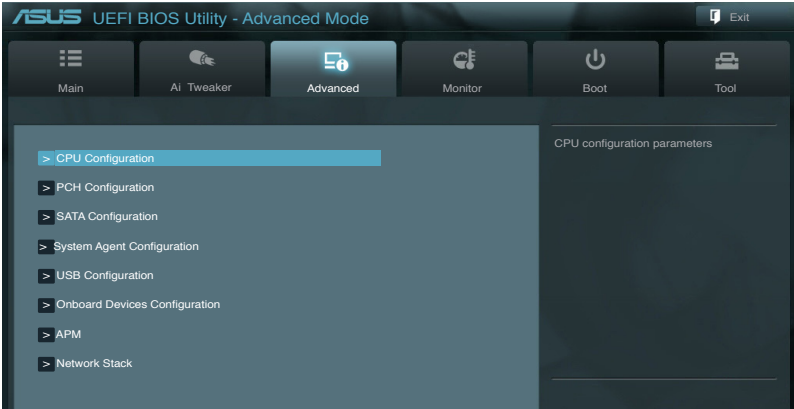 ASUS UEFI BIOS Utility - Advanced Mode
Exit
Main Ai Tweaker Advanced Monitor Boot Tool
> CPU Configuration
CPU configuration parameters
> PCH Configuration
> SATA Configuration
> System Agent Configuration
> USB Configuration
> Onboard Devices Configuration
> APM
> Network Stack